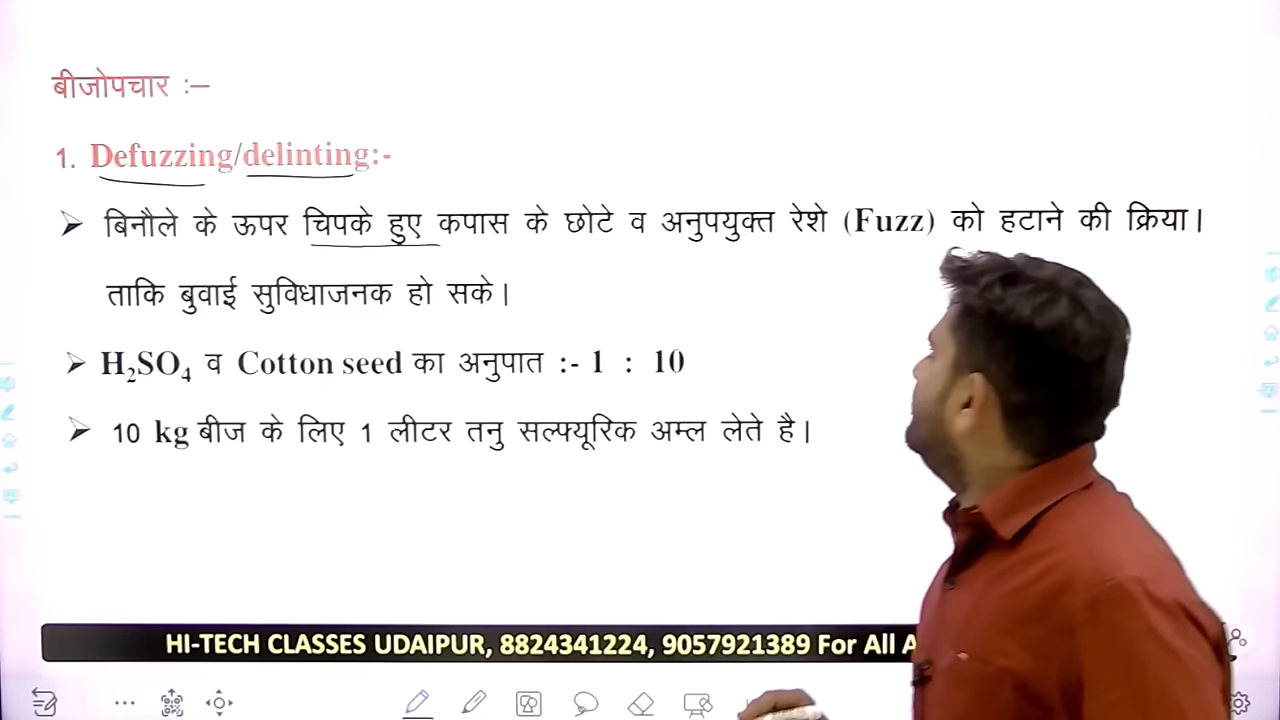 बीजोपचार :–
1. Defuzzing/delinting:-
➢ बिनौले के ऊपर चिपके हुए कपास के छोटे व अनुपयुक्त रेशे (Fuzz) को हटाने की क्रिया।
ताकि बुवाई सुविधाजनक हो सके।
➢ H₂SO₄ व Cotton seed का अनुपात :- 1 : 10
➢ 10 kg बीज के लिए 1 लीटर तनु सल्फ्यूरिक अम्ल लेते है।
HI-TECH CLASSES UDAIPUR, 8824341224, 9057921389 For All